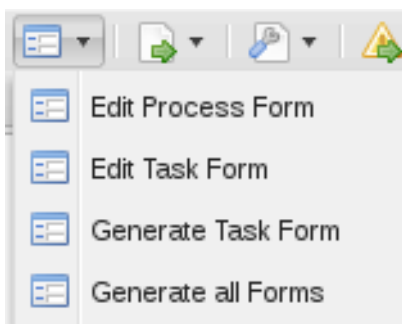 Edit Process Form
Edit Task Form
Generate Task Form
Generate all Forms